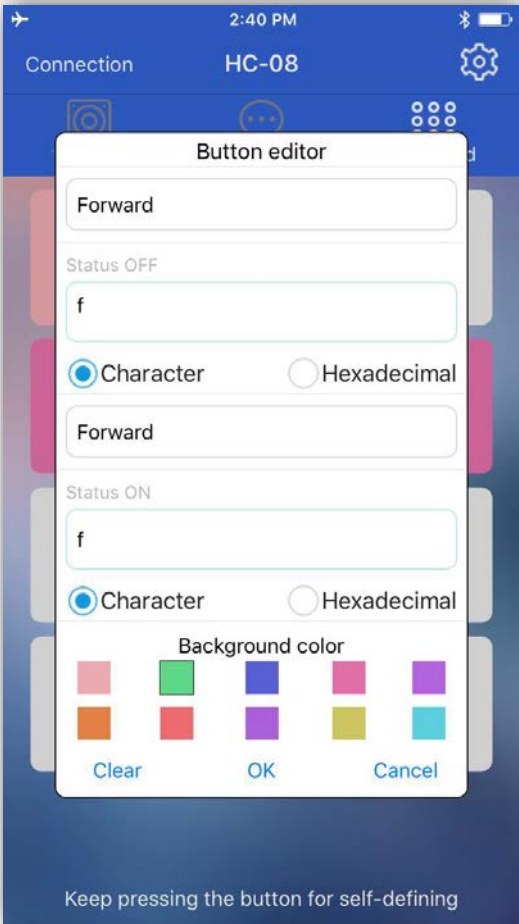 2:40 PM
Connection HC-08
Button editor
Forward
Status OFF
f
Character Hexadecimal
Forward
Status ON
f
Character Hexadecimal
Background color
Clear OK Cancel
Keep pressing the button for self-defining